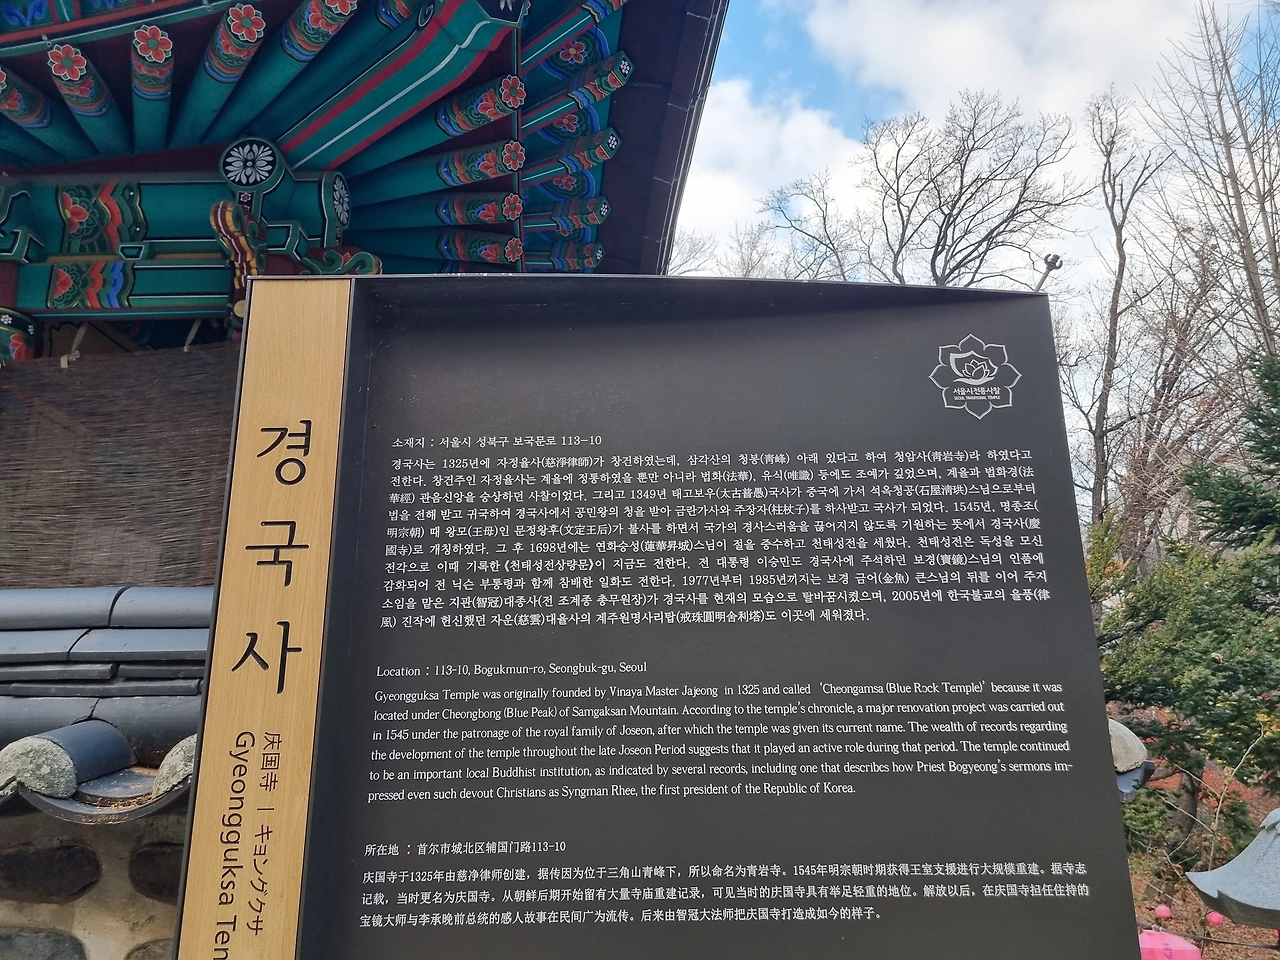 경국사
庆国寺 ㅣ キョングクサ
Gyeongguksa Ten
서울시전통사찰
SEOUL TRADITIONAL TEMPLE
소재지 : 서울시 성북구 보국문로 113-10
경국사는 1325년에 자정율사(慈淨律師)가 창건하였는데, 삼각산의 청봉(靑峰) 아래 있다고 하여 청암사(靑岩寺)라 하였다고
전한다. 창건주인 자정율사는 계율에 정통하였을 뿐만 아니라 법화(法華), 유식(唯識) 등에도 조예가 깊었으며, 계율과 법화경(法
華經) 관음신앙을 숭상하던 사찰이었다. 그리고 1349년 태고보우(太古普愚)국사가 중국에 가서 석옥청공(石屋淸珙)스님으로부터
법을 전해 받고 귀국하여 경국사에서 공민왕의 청을 받아 금란가사와 주장자(柱杖子)를 하사받고 국사가 되었다. 1545년, 명종조(
明宗朝) 때 왕모(王母)인 문정왕후(文定王后)가 불사를 하면서 국가의 경사스러움을 끊어지지 않도록 기원하는 뜻에서 경국사(慶
國寺)로 개칭하였다. 그 후 1698년에는 연화승성(蓮華昇城)스님이 절을 중수하고 천태성전을 세웠다. 천태성전은 독성을 모신
전각으로 이때 기록한 《천태성전상량문》이 지금도 전한다. 전 대통령 이승만도 경국사에 주석하던 보경(寶鏡)스님의 인품에
감화되어 전 닉슨 부통령과 함께 참배한 일화도 전한다. 1977년부터 1985년까지는 보경 금어(金魚) 큰스님의 뒤를 이어 주지
소임을 맡은 지관(智冠)대종사(전 조계종 총무원장)가 경국사를 현재의 모습으로 탈바꿈시켰으며, 2005년에 한국불교의 율풍(律
風) 진작에 헌신했던 자운(慈雲)대율사의 계주원명사리탑(戒珠圓明舍利塔)도 이곳에 세워졌다.
Location : 113-10, Bogukmun-ro, Seongbuk-gu, Seoul
Gyeongguksa Temple was originally founded by Vinaya Master Jajeong in 1325 and called ‘Cheongamsa (Blue Rock Temple)’ because it was
located under Cheongbong (Blue Peak) of Samgaksan Mountain. According to the temple's chronicle, a major renovation project was carried out
in 1545 under the patronage of the royal family of Joseon, after which the temple was given its current name. The wealth of records regarding
the development of the temple throughout the late Joseon Period suggests that it played an active role during that period. The temple continued
to be an important local Buddhist institution, as indicated by several records, including one that describes how Priest Bogyeong's sermons im-
pressed even such devout Christians as Syngman Rhee, the first president of the Republic of Korea.
所在地 : 首尔市城北区辅国门路113-10
庆国寺于1325年由慈净律师创建，据传因为位于三角山青峰下，所以命名为青岩寺。1545年明宗朝时期获得王室支援进行大规模重建。据寺志
记载，当时更名为庆国寺。从朝鲜后期开始留有大量寺庙重建记录，可见当时的庆国寺具有举足轻重的地位。解放以后，在庆国寺担任住持的
宝镜大师与李承晚前总统的感人故事在民间广为流传。后来由智冠大法师把庆国寺打造成如今的样子。